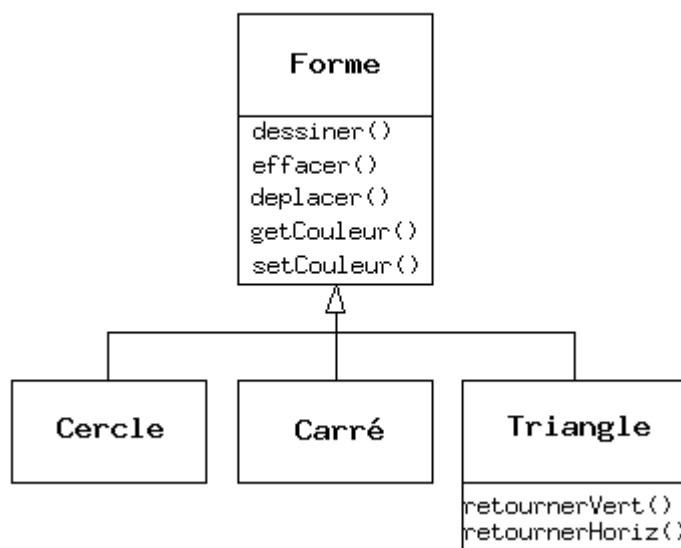 Forme
dessiner()
effacer()
deplacer()
getCouleur()
setCouleur()
Cercle
Carré
Triangle
retournerVert()
retournerHoriz()